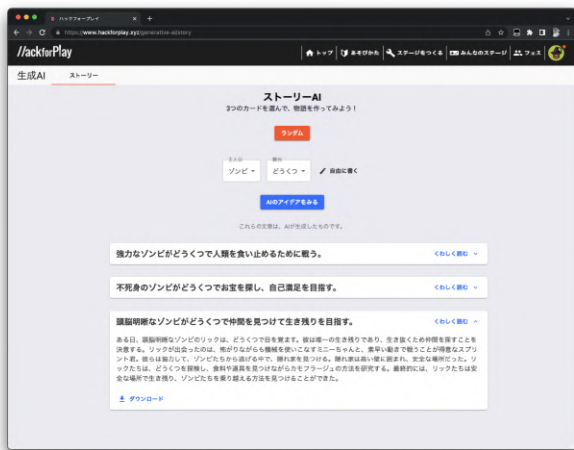 ハックフォープレイ
https://www.hackforplay.xyz/generative-ai/story
//ackforPlay
トップ
あそびかた
ステージをつくる
みんなのステージ
フェス
生成AI
ストーリー
ストーリーAI
2つのカードを選んで、物語を作ってみよう！
ランダム
主人公
舞台
ゾンビ
どうくつ
自由に書く
AIのアイデアをみる
これらの文章は、AIが生成したものです。
強力なゾンビがどうくつで人類を食い止めるために戦う。
くわしく読む
不死身のゾンビがどうくつでお宝を探し、自己満足を目指す。
くわしく読む
頭脳明晰なゾンビがどうくつで仲間を見つけて生き残りを目指す。
くわしく読む
ある日、頭脳明晰なゾンビのリックは、どうくつで目を覚ます。彼は唯一の生き残りであり、生き抜くため仲間を探すことを
決意する。リックが出会ったのは、怖がりながらも機械を使いこなすミニーちゃんと、素早い動きで戦うことが得意なスプリ
ント君。彼らは協力して、ゾンビたちから逃げる中で、隠れ家を見つける。隠れ家は高い壁に囲まれ、安全な場所だった。リ
ックたちは、どうくつを探検し、食料や道具を見つけながらカモフラージュの方法を研究する。最終的には、リックたちは安
全な場所で生き残り、ゾンビたちを乗り越える方法を見つけることができた。
ダウンロード